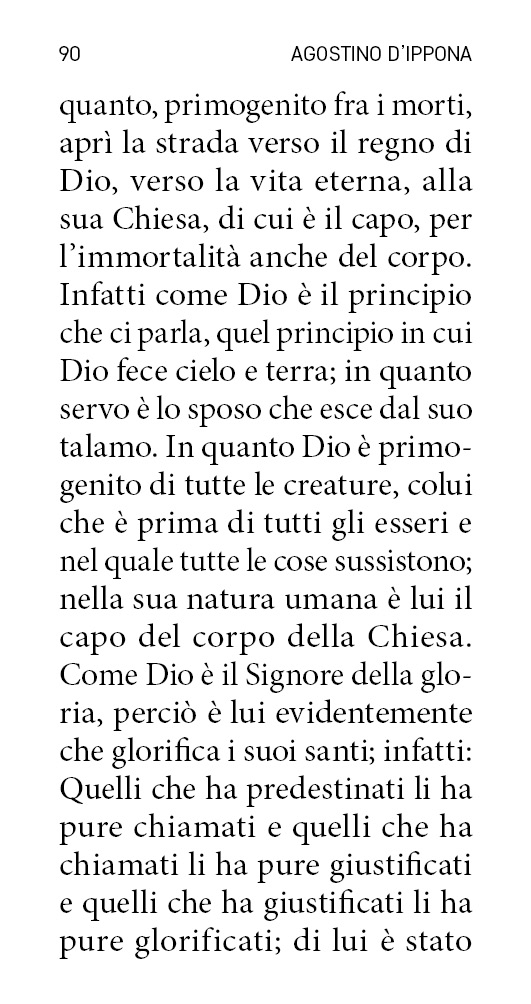 90 AGOSTINO D'IPPONA
quanto, primogenito fra i morti,
aprì la strada verso il regno di
Dio, verso la vita eterna, alla
sua Chiesa, di cui è il capo, per
l'immortalità anche del corpo.
Infatti come Dio è il principio
che ci parla, quel principio in cui
Dio fece cielo e terra; in quanto
servo è lo sposo che esce dal suo
talamo. In quanto Dio è primo-
genito di tutte le creature, colui
che è prima di tutti gli esseri e
nel quale tutte le cose sussistono;
nella sua natura umana è lui il
capo del corpo della Chiesa.
Come Dio è il Signore della glo-
ria, perciò è lui evidentemente
che glorifica i suoi santi; infatti:
Quelli che ha predestinati li ha
pure chiamati e quelli che ha
chiamati li ha pure giustificati
e quelli che ha giustificati li ha
pure glorificati; di lui è stato